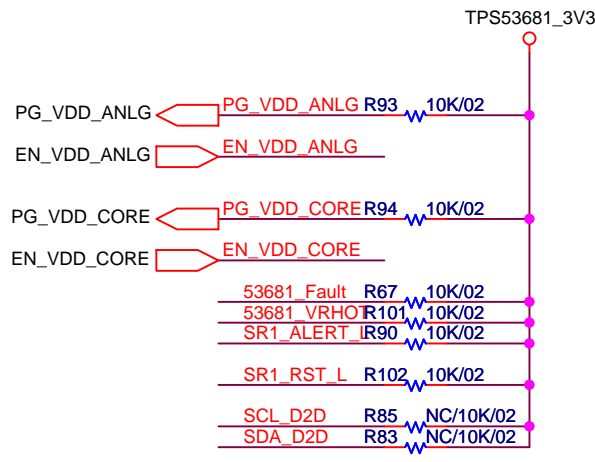 TPS53681_3V3
PG_VDD_ANLG PG_VDD_ANLG R93 10K/02
EN_VDD_ANLG EN_VDD_ANLG
PG_VDD_CORE PG_VDD_CORE R94 10K/02
EN_VDD_CORE EN_VDD_CORE
53681_Fault R67 10K/02
53681_VRHOT R101 10K/02
SR1_ALERT_L R90 10K/02
SR1_RST_L R102 10K/02
SCL_D2D R85 NC/10K/02
SDA_D2D R83 NC/10K/02